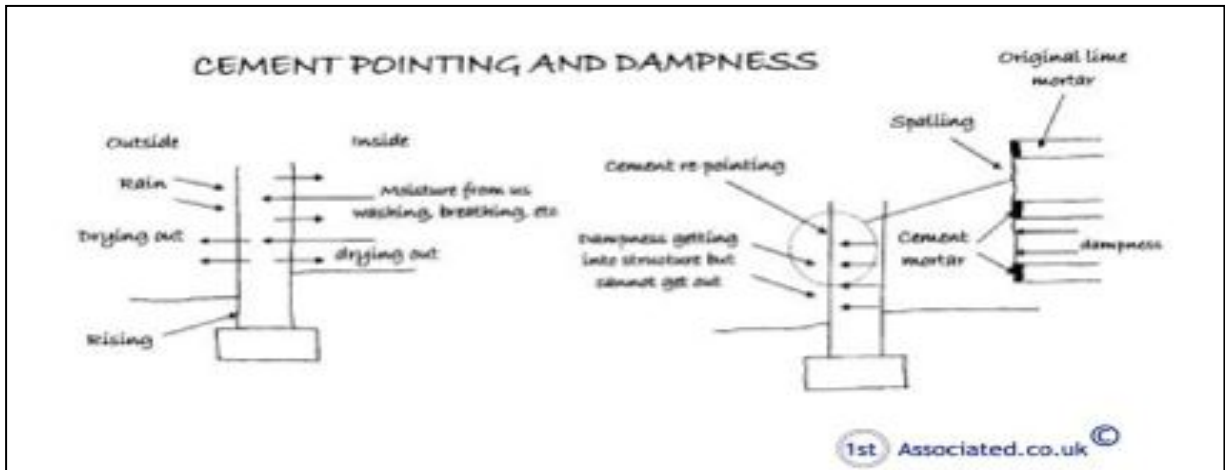 CEMENT POINTING AND DAMPNESS
Outside
Inside
Rain
Moisture from us
washing, breathing, etc
Drying out
drying out
Rising
Cement re pointing
Dampness getting
into structure but
cannot get out
Original lime
mortar
Spalling
Cement
mortar
dampness
1st Associated.co.uk ©